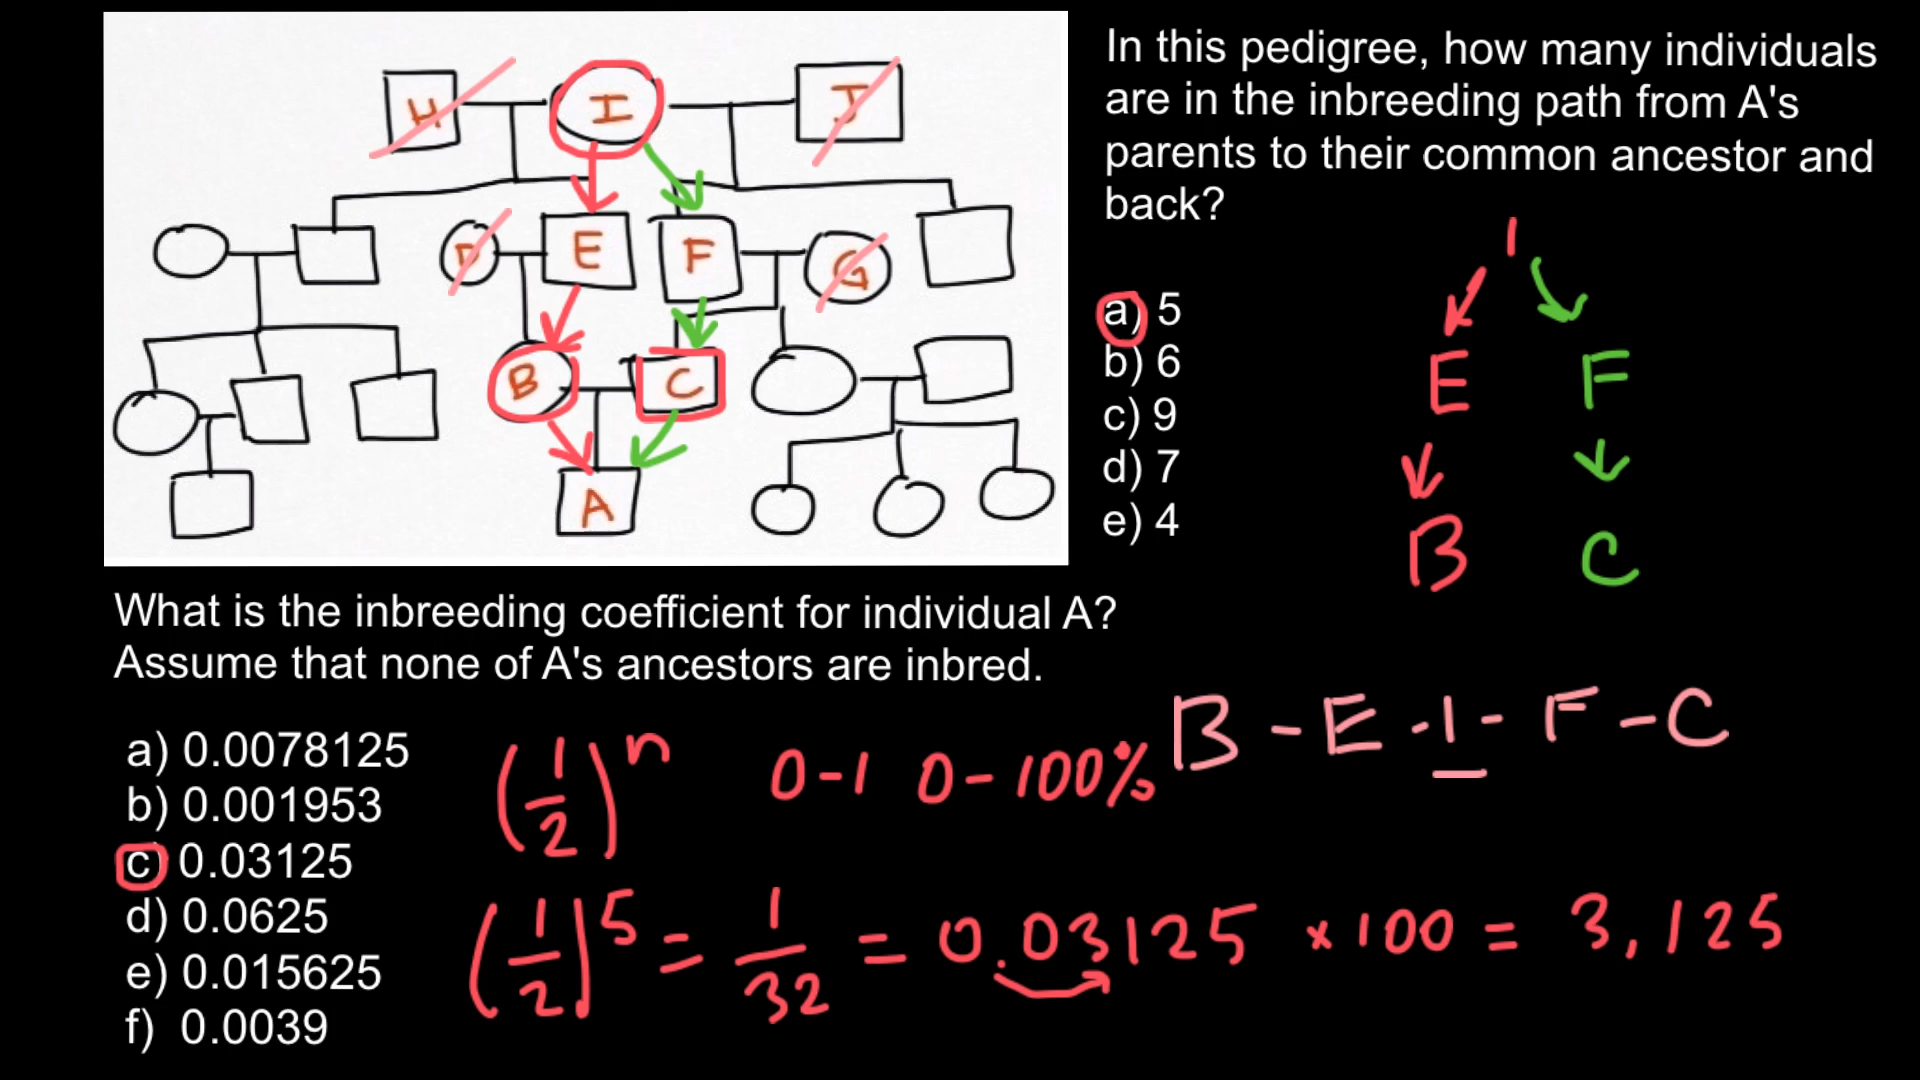 H I J
D E F G
B C
A
In this pedigree, how many individuals
are in the inbreeding path from A's
parents to their common ancestor and
back?
a) 5
b) 6
c) 9
d) 7
e) 4
I
E F
B C
What is the inbreeding coefficient for individual A?
Assume that none of A's ancestors are inbred.
a) 0.0078125
b) 0.001953
c) 0.03125
d) 0.0625
e) 0.015625
f) 0.0039
(1/2)^n 0-1 0-100%
B - E - I - F - C
(1/2)^5 = 1/32 = 0.03125 × 100 = 3,125